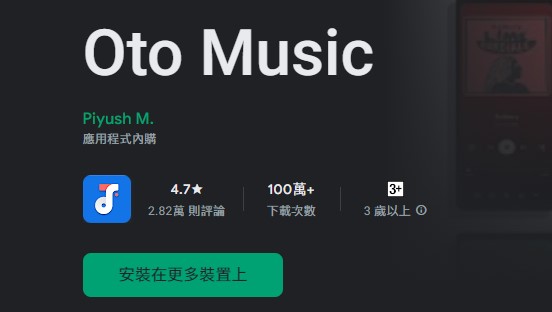 Oto Music
Piyush M.
應用程式內購
4.7★ 100萬+ 3+
2.82萬 則評論 下載次數 3 歲以上
安裝在更多裝置上